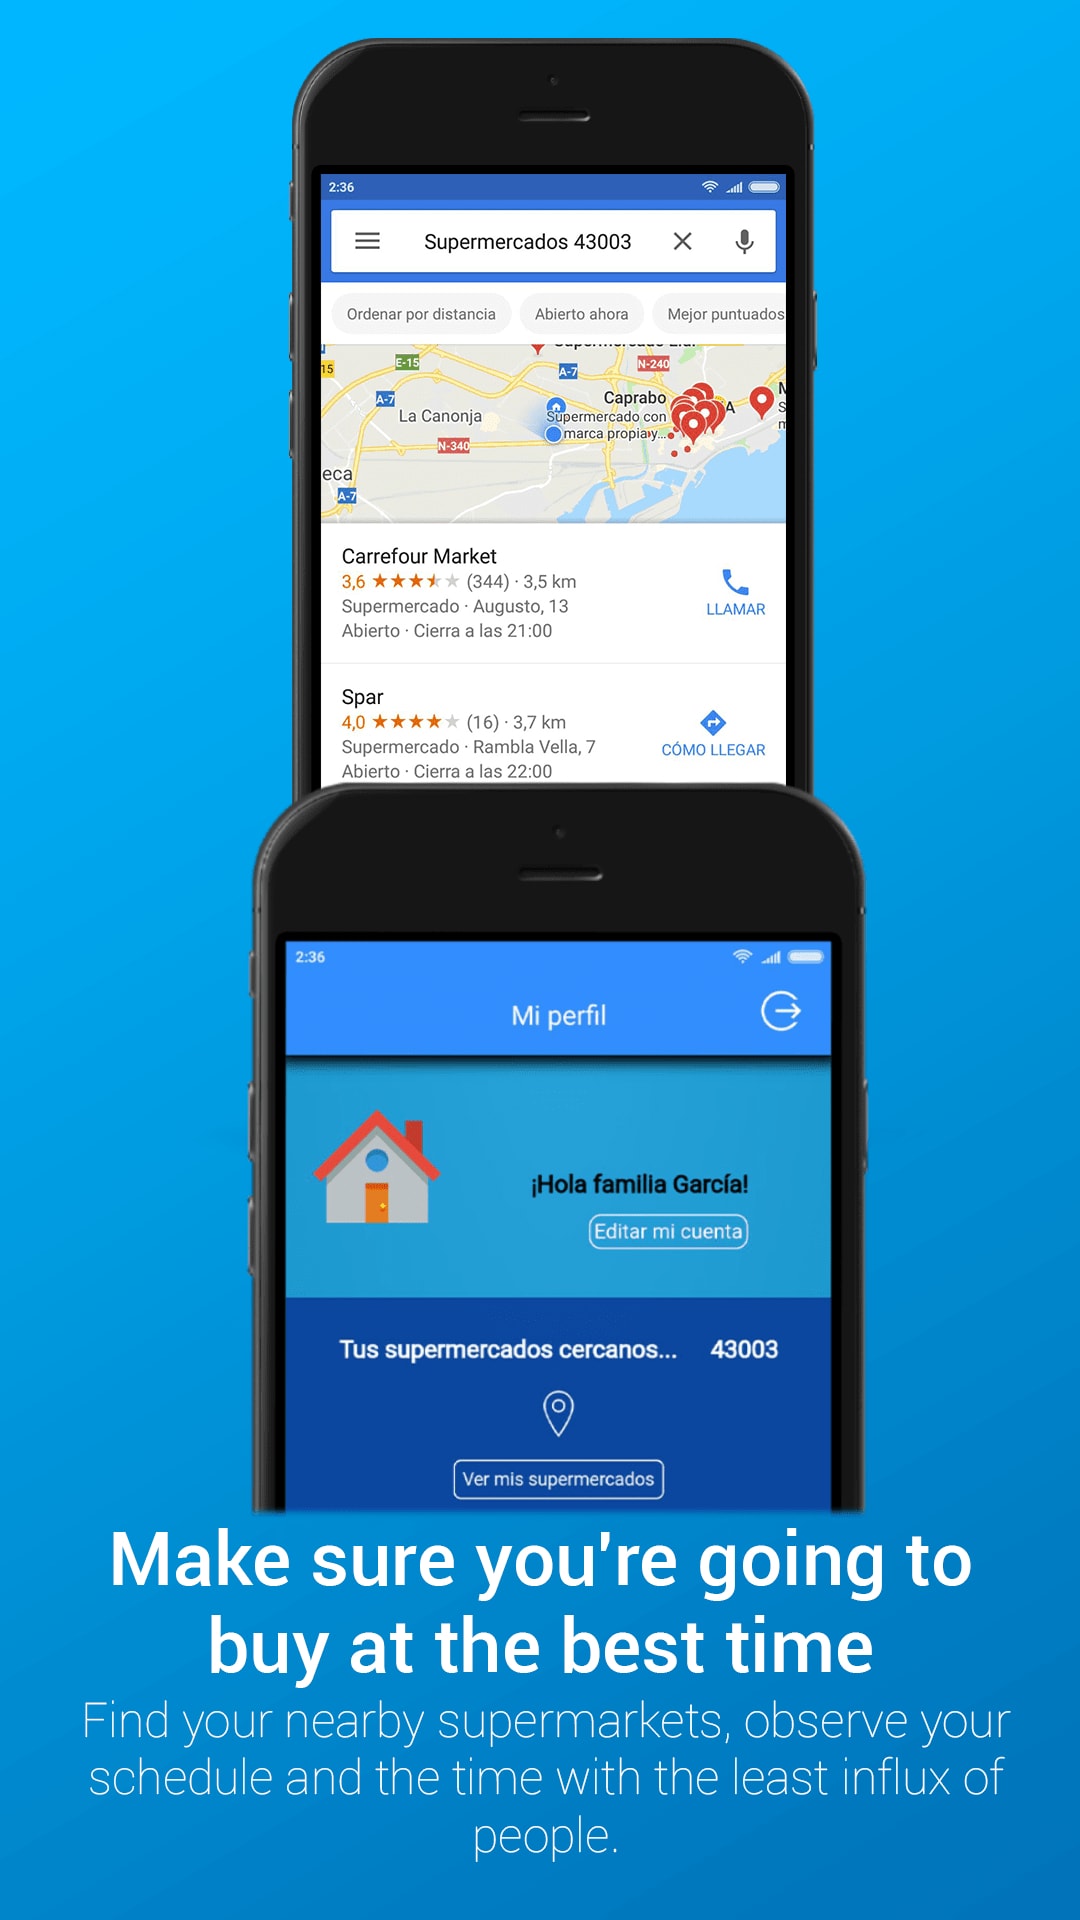 2:36
Supermercados 43003
Ordenar por distancia
Abierto ahora
Mejor puntuados
15
E-15
A-7
N-240
A-7
La Canonja
Caprabo
Supermercado con
marca propia y...
N-340
eca
A-7
Carrefour Market
3,6 (344) · 3,5 km
Supermercado · Augusto, 13
Abierto · Cierra a las 21:00
LLAMAR
Spar
4,0 (16) · 3,7 km
Supermercado · Rambla Vella, 7
Abierto · Cierra a las 22:00
CÓMO LLEGAR
2:36
Mi perfil
¡Hola familia García!
Editar mi cuenta
Tus supermercados cercanos... 43003
Ver mis supermercados
Make sure you're going to
buy at the best time
Find your nearby supermarkets, observe your
schedule and the time with the least influx of
people.